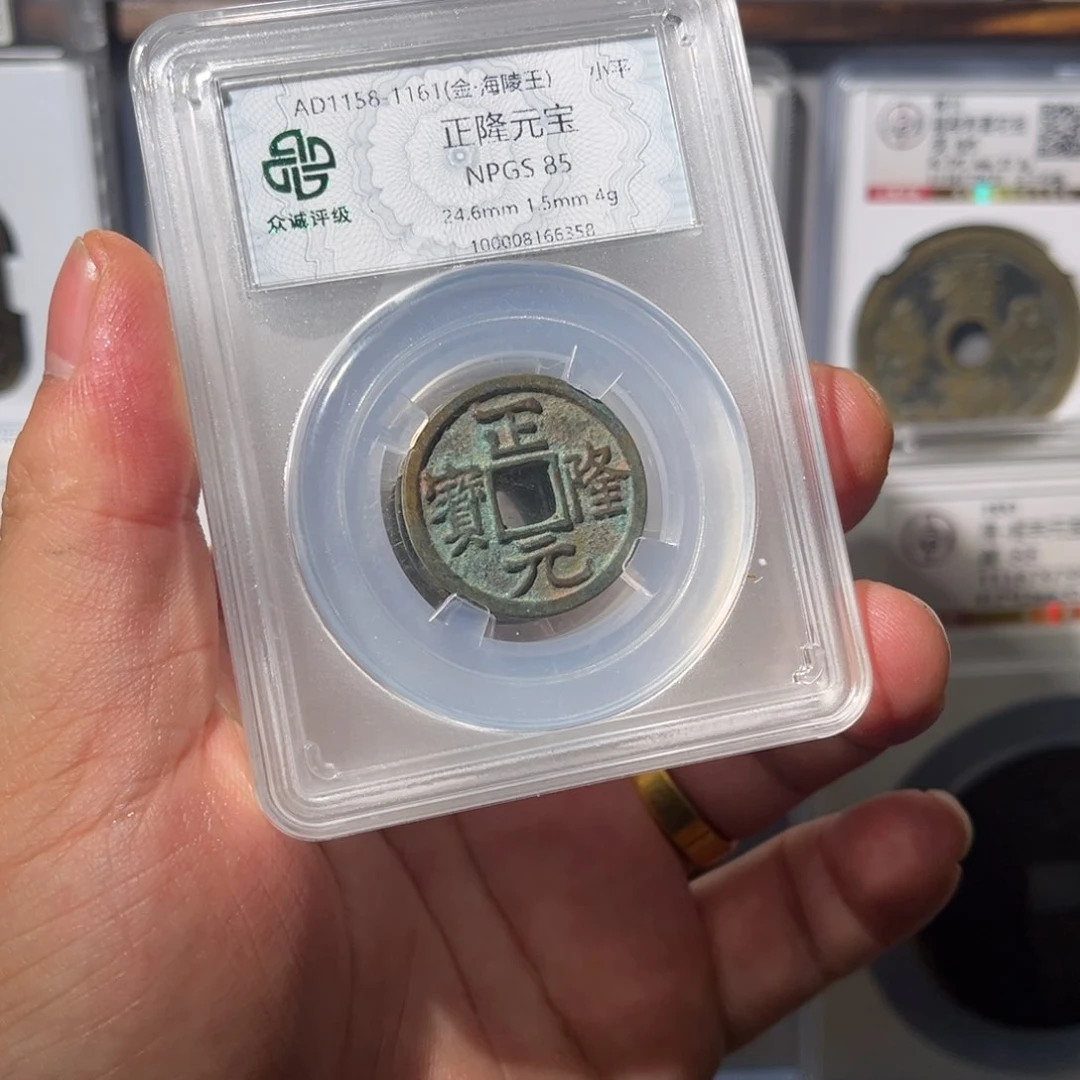 AD1158-1161(金·海陵王) 小平
正隆元宝
NPGS 85
24.6mm 1.5mm 4g
100008166358
众诚评级
正隆元寶